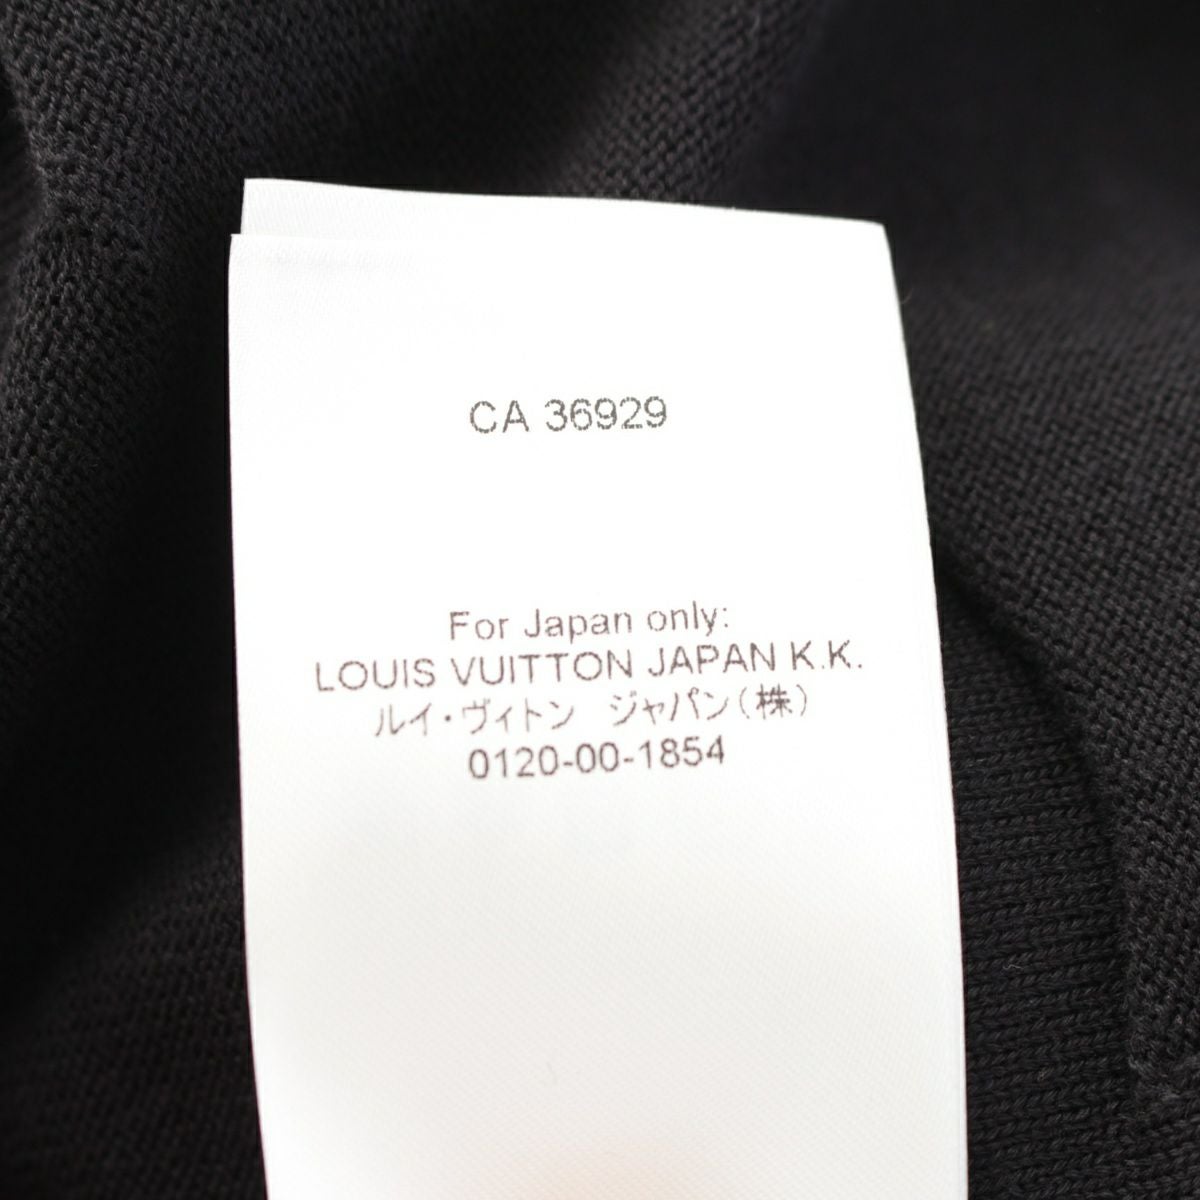 CA 36929
For Japan only:
LOUIS VUITTON JAPAN K.K.
ルイ・ヴィトン　ジャパン(株)
0120-00-1854